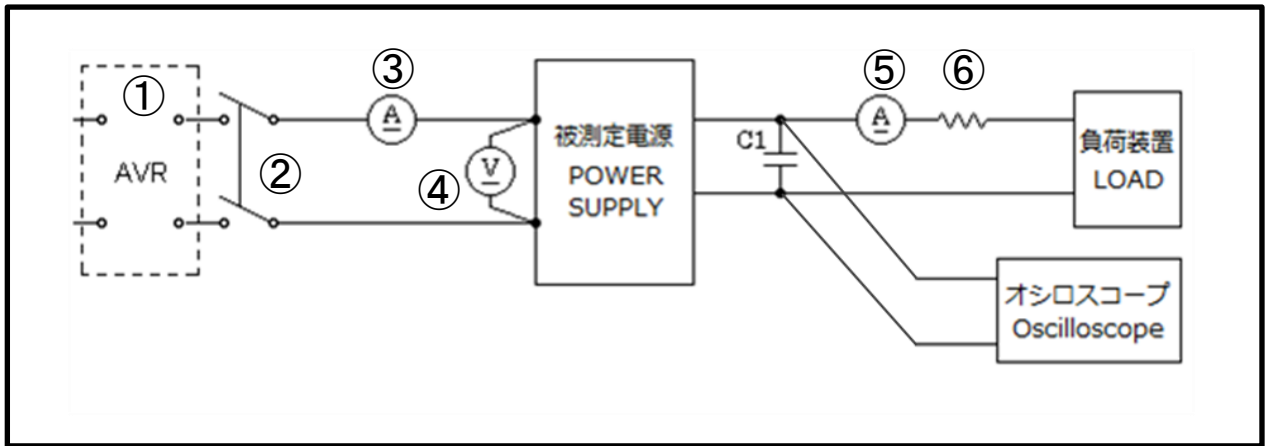 ①
AVR
②
③
A
④
V
被測定電源
POWER
SUPPLY
C1
⑤
A
⑥
負荷装置
LOAD
オシロスコープ
Oscilloscope